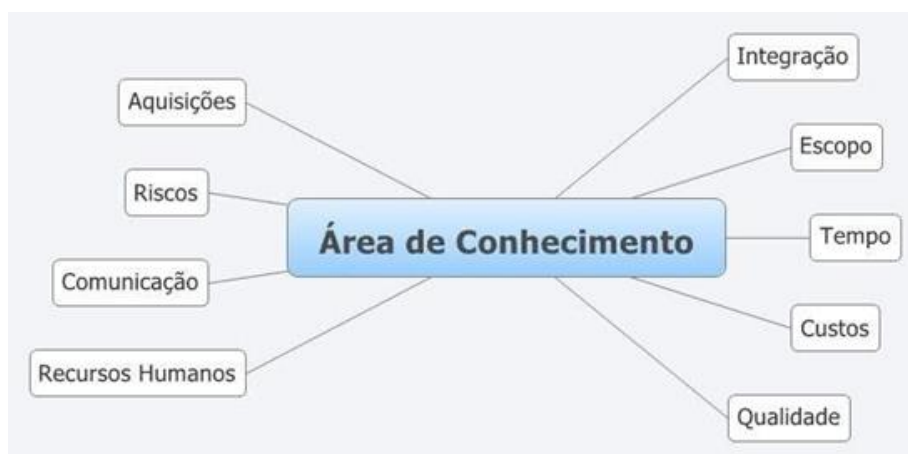 Integração
Aquisições
Escopo
Riscos
Área de Conhecimento
Tempo
Comunicação
Custos
Recursos Humanos
Qualidade